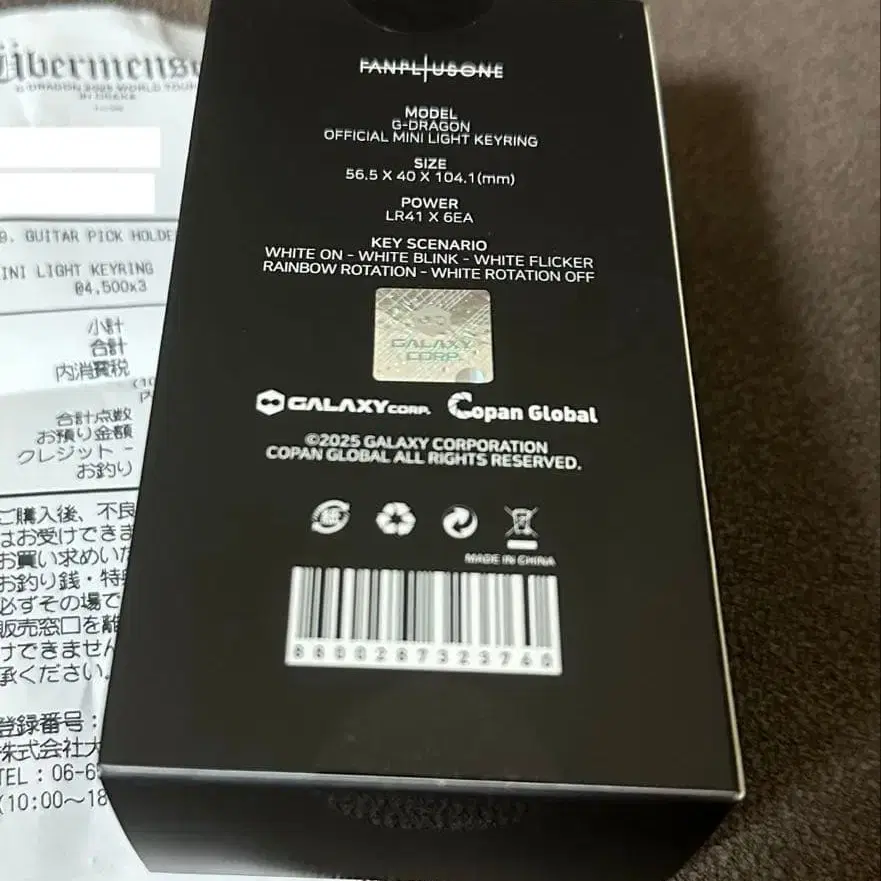 Übermensc
G-DRAGON 2025 WORLD TOUR
IN OSAKA
GUITAR PICK HOLDE
INI LIGHT KEYRING
@4,500x3
小計
合計
内消費税
合計点数
お預り金額
クレジット -
お釣り
ご購入後、不良
はお受けできま
お買い求めいた
お釣り銭・特典
必ずその場で
販売窓口を離
けできません
承ください。
登録番号：
株式会社大
TEL：06-6
(10:00～18
FANPLUSONE
MODEL
G-DRAGON
OFFICIAL MINI LIGHT KEYRING
SIZE
56.5 X 40 X 104.1(mm)
POWER
LR41 X 6EA
KEY SCENARIO
WHITE ON - WHITE BLINK - WHITE FLICKER
RAINBOW ROTATION - WHITE ROTATION OFF
GALAXY
CORP.
GALAXY CORP. Copan Global
©2025 GALAXY CORPORATION
COPAN GLOBAL ALL RIGHTS RESERVED.
MADE IN CHINA